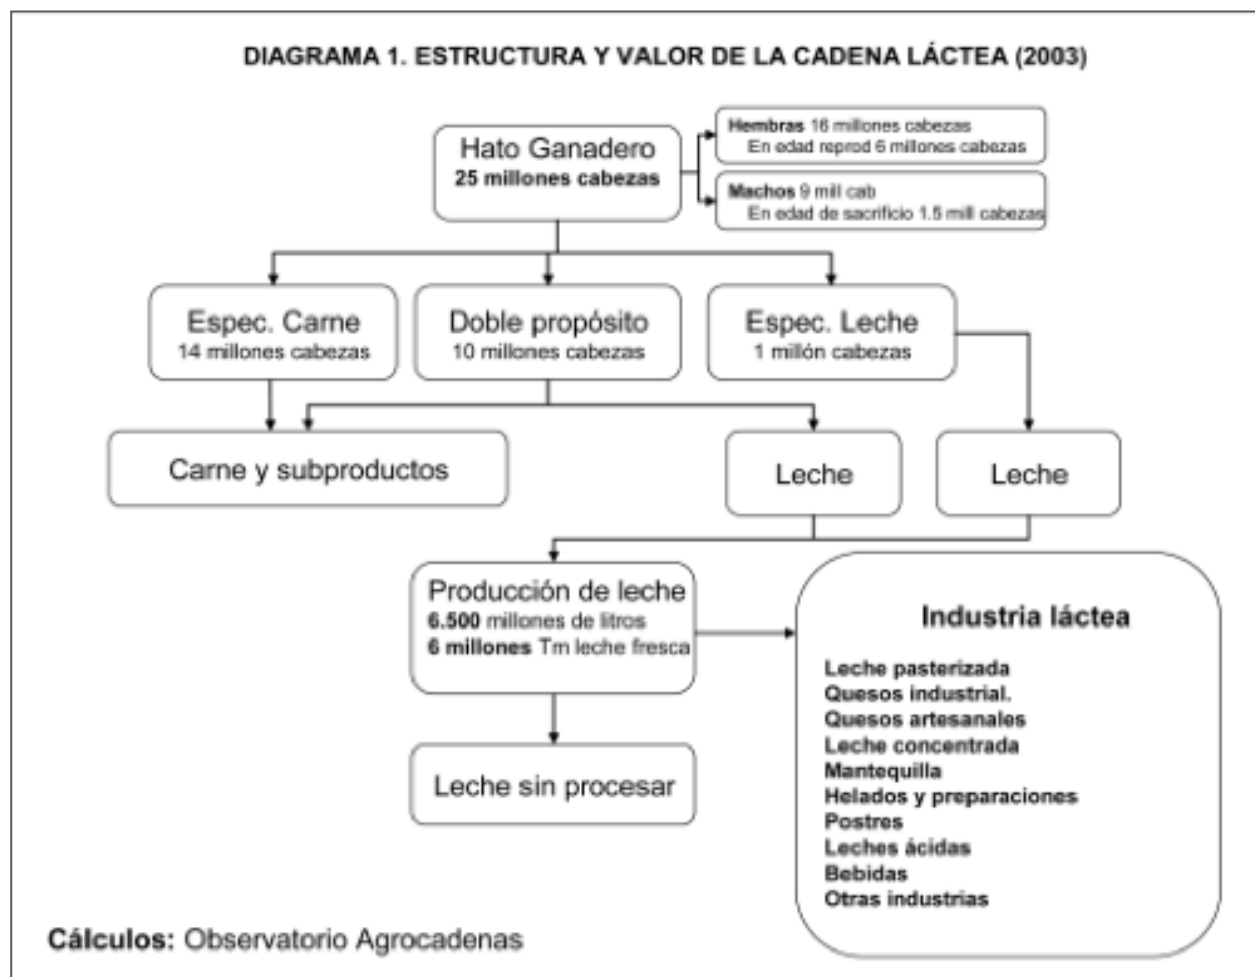 DIAGRAMA 1. ESTRUCTURA Y VALOR DE LA CADENA LÁCTEA (2003)
Hato Ganadero
25 millones cabezas
Hembras 16 millones cabezas
En edad reprod 6 millones cabezas
Machos 9 mill cab
En edad de sacrificio 1.5 mill cabezas
Espec. Carne
14 millones cabezas
Doble propósito
10 millones cabezas
Espec. Leche
1 millón cabezas
Carne y subproductos
Leche
Leche
Producción de leche
6.500 millones de litros
6 millones Tm leche fresca
Leche sin procesar
Industria láctea
Leche pasterizada
Quesos industrial.
Quesos artesanales
Leche concentrada
Mantequilla
Helados y preparaciones
Postres
Leches ácidas
Bebidas
Otras industrias
Cálculos: Observatorio Agrocadenas